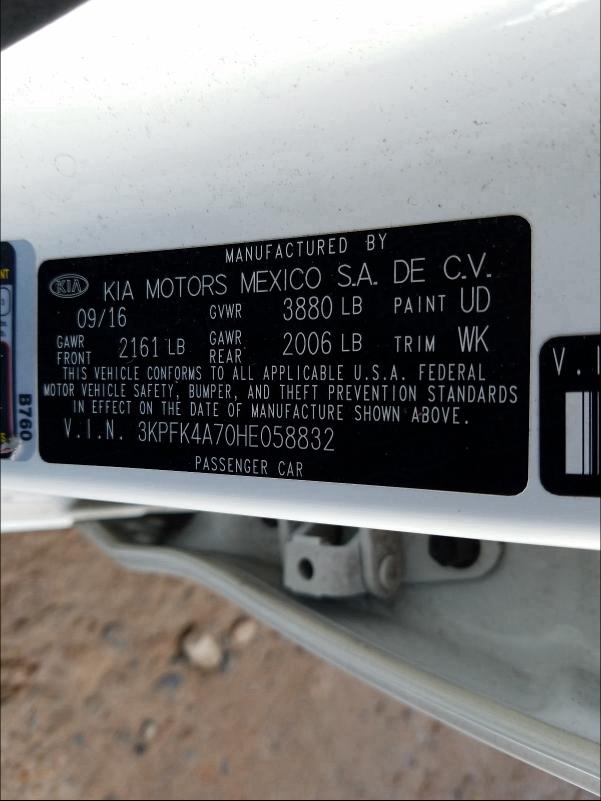 MANUFACTURED BY
KIA KIA MOTORS MEXICO S.A. DE C.V.
09/16 GVWR 3880 LB PAINT UD
GAWR FRONT 2161 LB GAWR REAR 2006 LB TRIM WK
THIS VEHICLE CONFORMS TO ALL APPLICABLE U.S.A. FEDERAL
MOTOR VEHICLE SAFETY, BUMPER, AND THEFT PREVENTION STANDARDS
IN EFFECT ON THE DATE OF MANUFACTURE SHOWN ABOVE.
V.I.N. 3KPFK4A70HE058832
PASSENGER CAR
B760
V.I